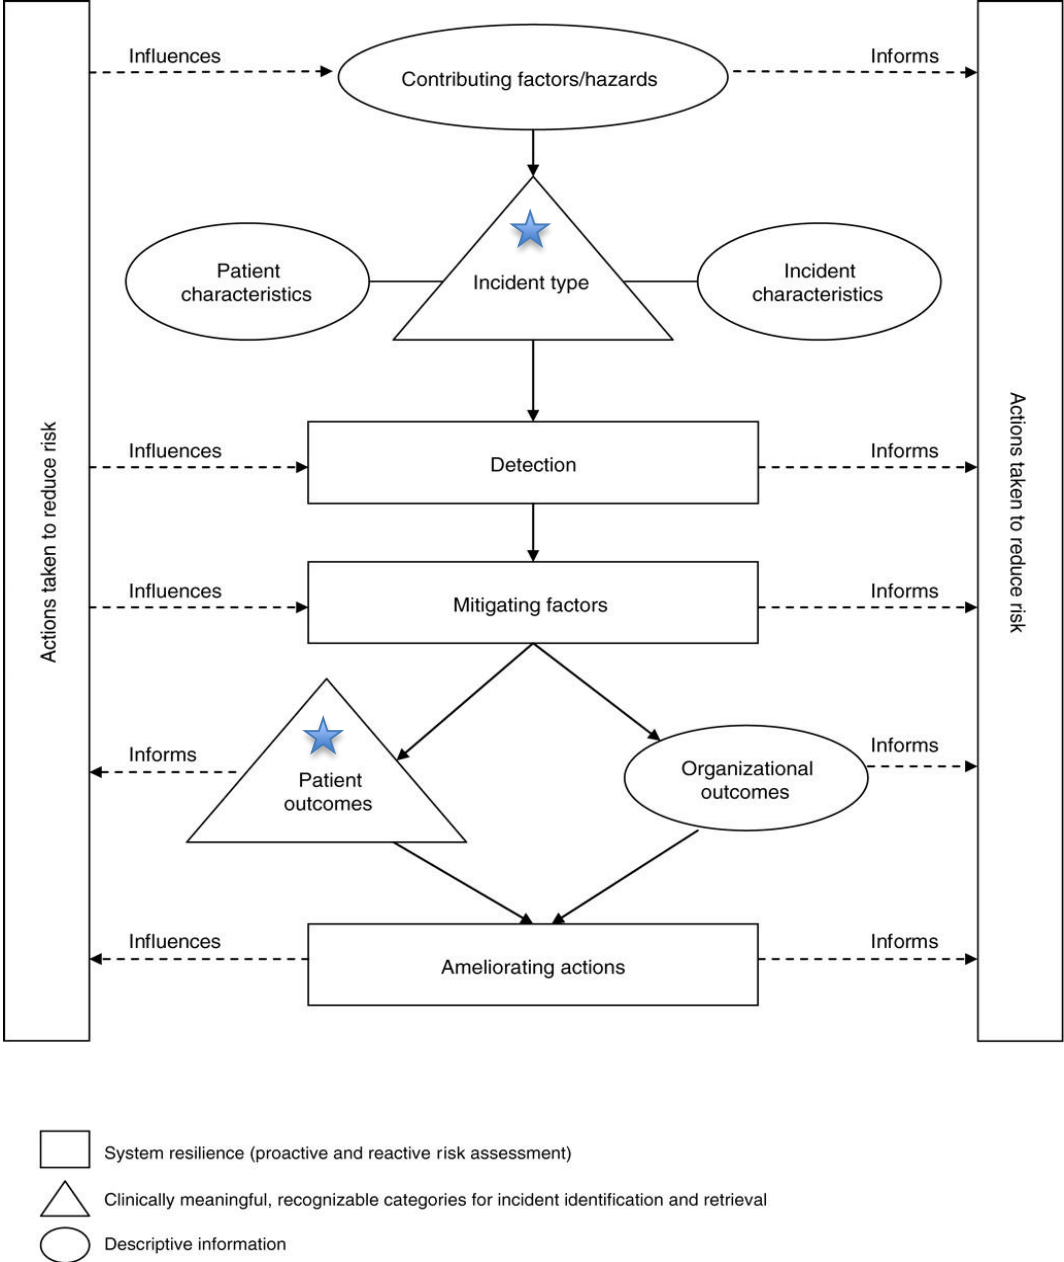 Influences
Contributing factors/hazards
Informs
Patient
characteristics
Incident type
Incident
characteristics
Actions taken to reduce risk
Actions taken to reduce risk
Influences
Detection
Informs
Influences
Mitigating factors
Informs
Informs
Patient
outcomes
Organizational
outcomes
Informs
Influences
Ameliorating actions
Informs
System resilience (proactive and reactive risk assessment)
Clinically meaningful, recognizable categories for incident identification and retrieval
Descriptive information